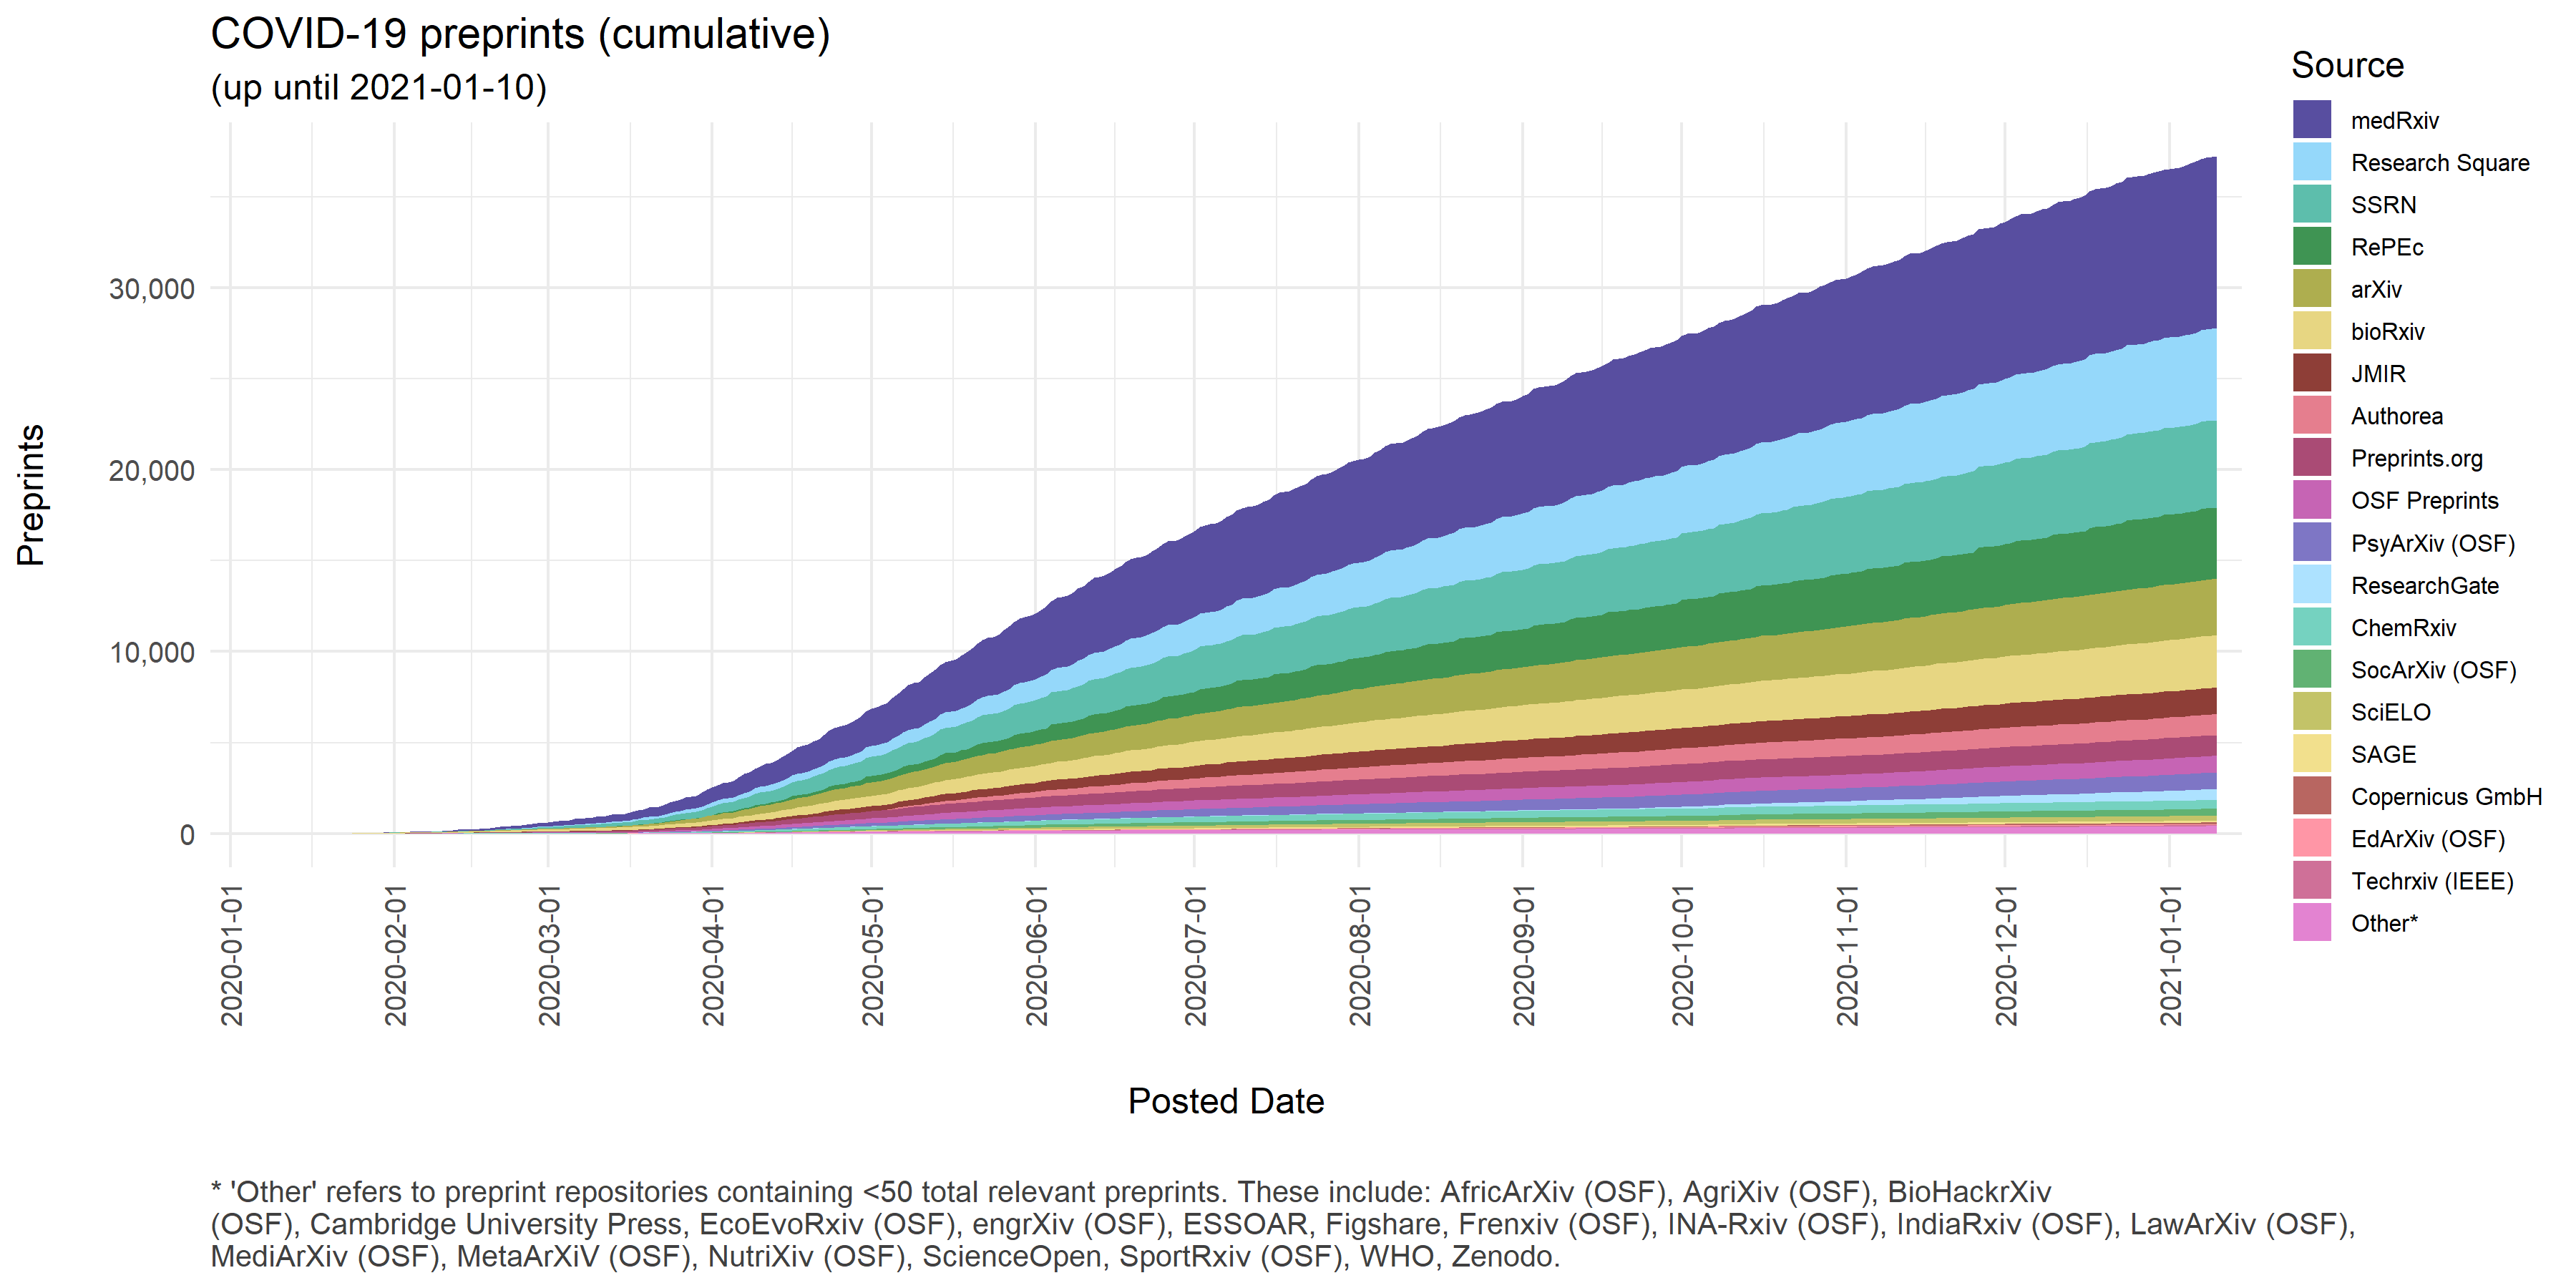 COVID-19 preprints (cumulative)
(up until 2021-01-10)
Preprints
30,000
20,000
10,000
0
2020-01-01
2020-02-01
2020-03-01
2020-04-01
2020-05-01
2020-06-01
2020-07-01
2020-08-01
2020-09-01
2020-10-01
2020-11-01
2020-12-01
2021-01-01
Posted Date
Source
medRxiv
Research Square
SSRN
RePEc
arXiv
bioRxiv
JMIR
Authorea
Preprints.org
OSF Preprints
PsyArXiv (OSF)
ResearchGate
ChemRxiv
SocArXiv (OSF)
SciELO
SAGE
Copernicus GmbH
EdArXiv (OSF)
Techrxiv (IEEE)
Other*
* 'Other' refers to preprint repositories containing <50 total relevant preprints. These include: AfricArXiv (OSF), AgriXiv (OSF), BioHackrXiv
(OSF), Cambridge University Press, EcoEvoRxiv (OSF), engrXiv (OSF), ESSOAR, Figshare, Frenxiv (OSF), INA-Rxiv (OSF), IndiaRxiv (OSF), LawArXiv (OSF),
MediArXiv (OSF), MetaArXiV (OSF), NutriXiv (OSF), ScienceOpen, SportRxiv (OSF), WHO, Zenodo.